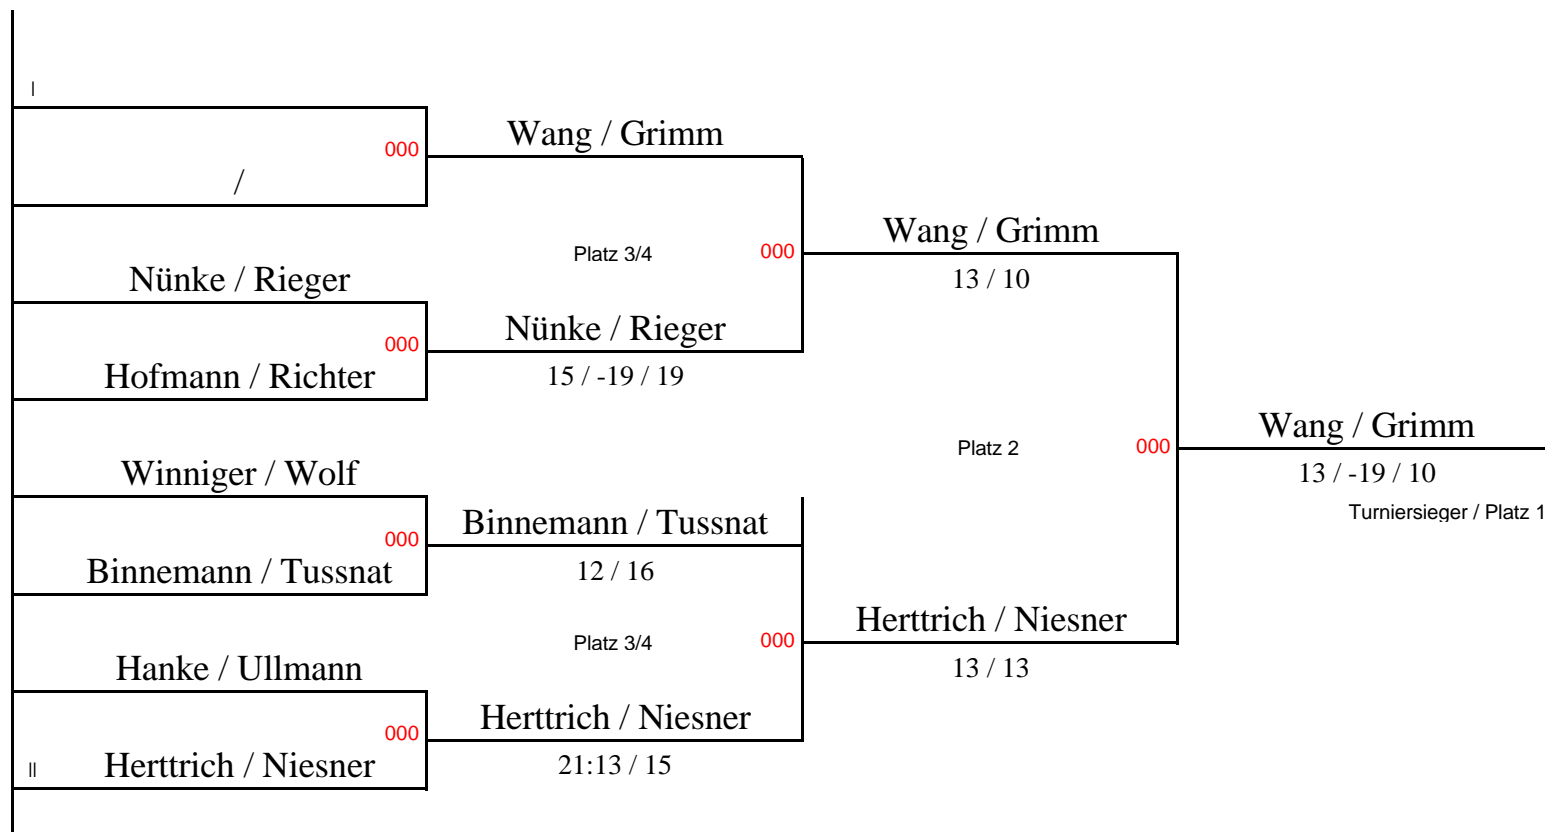 I
000
Wang / Grimm
/
Nünke / Rieger
Platz 3/4
000
Wang / Grimm
13 / 10
000
Nünke / Rieger
Hofmann / Richter
15 / -19 / 19
Winniger / Wolf
Platz 2
000
Wang / Grimm
13 / -19 / 10
Turniersieger / Platz 1
000
Binnemann / Tussnat
Binnemann / Tussnat
12 / 16
Platz 3/4
000
Herttrich / Niesner
13 / 13
Hanke / Ullmann
000
Herttrich / Niesner
II
Herttrich / Niesner
21:13 / 15